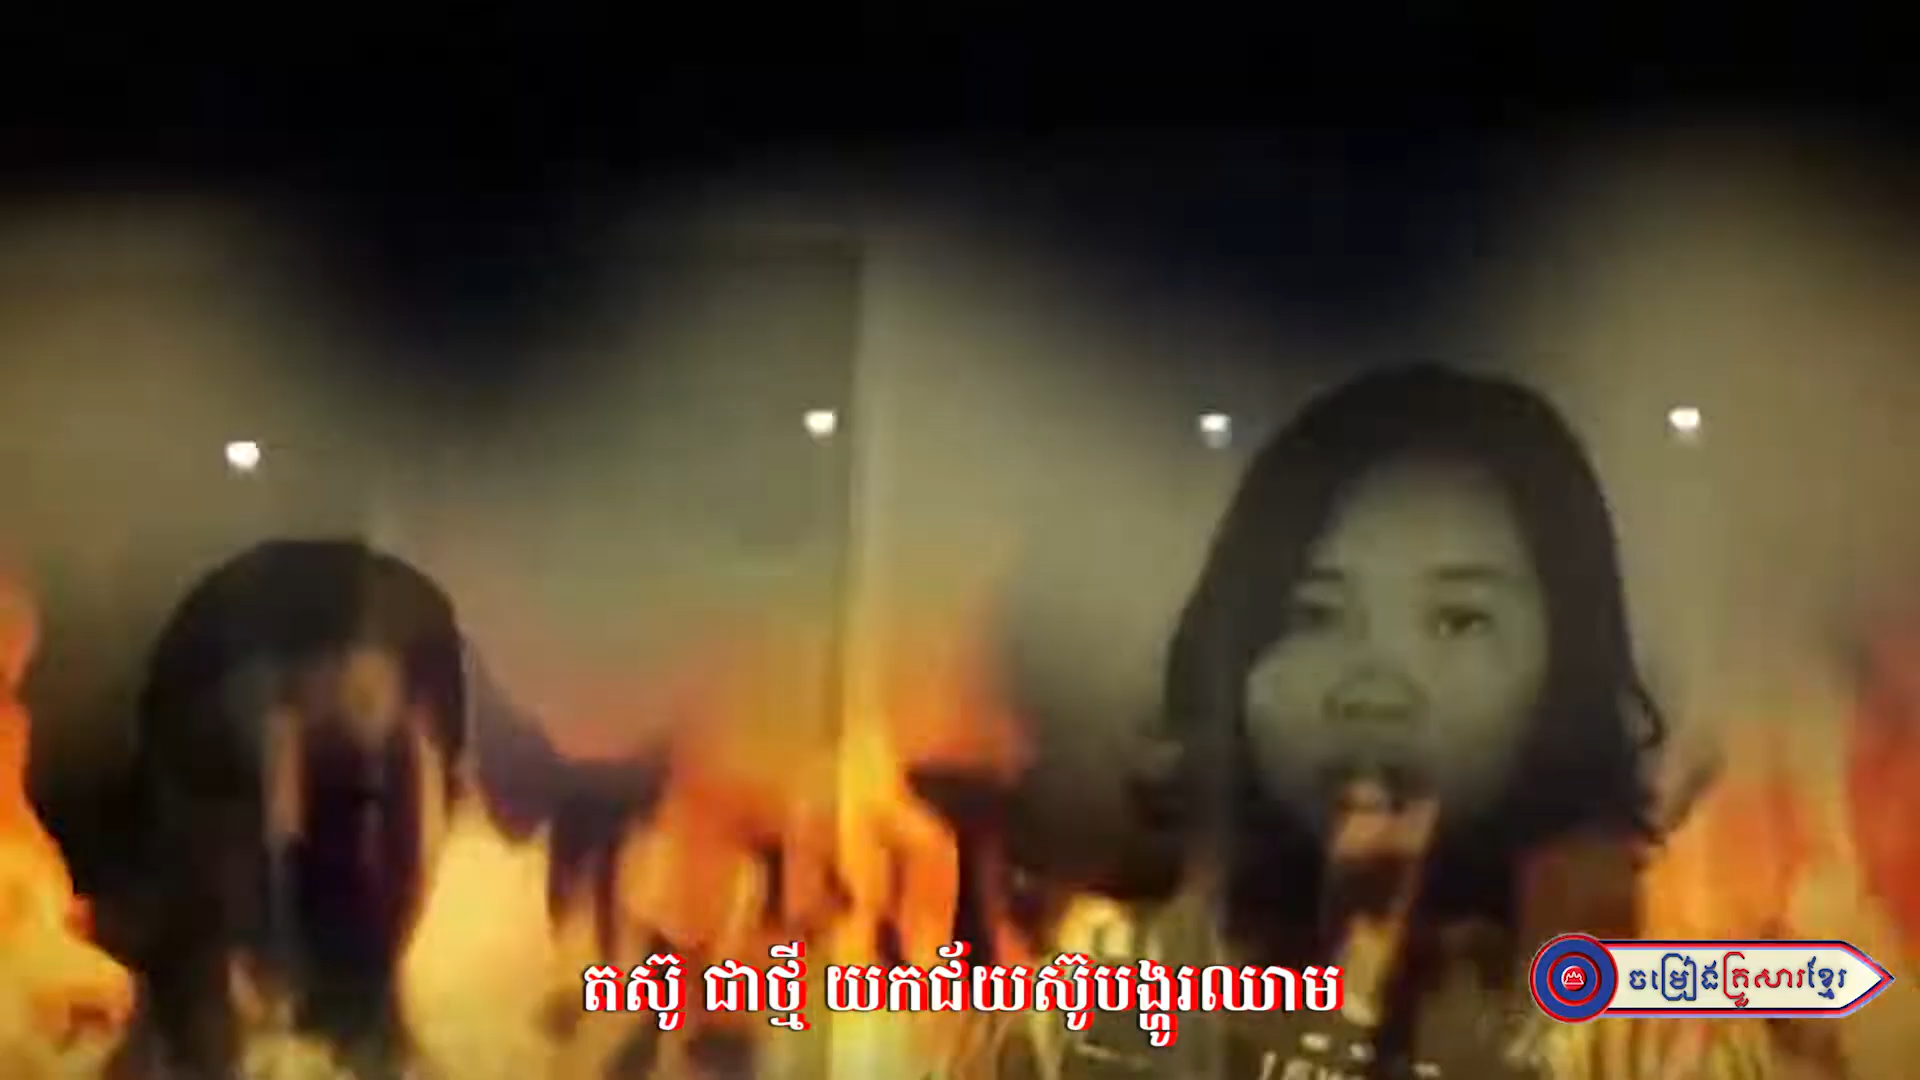 តស៊ូ ជាថ្មី យកជ័យស៊ូបង្ហូរឈាម
ចម្រៀងគ្រួសារខ្មែរ